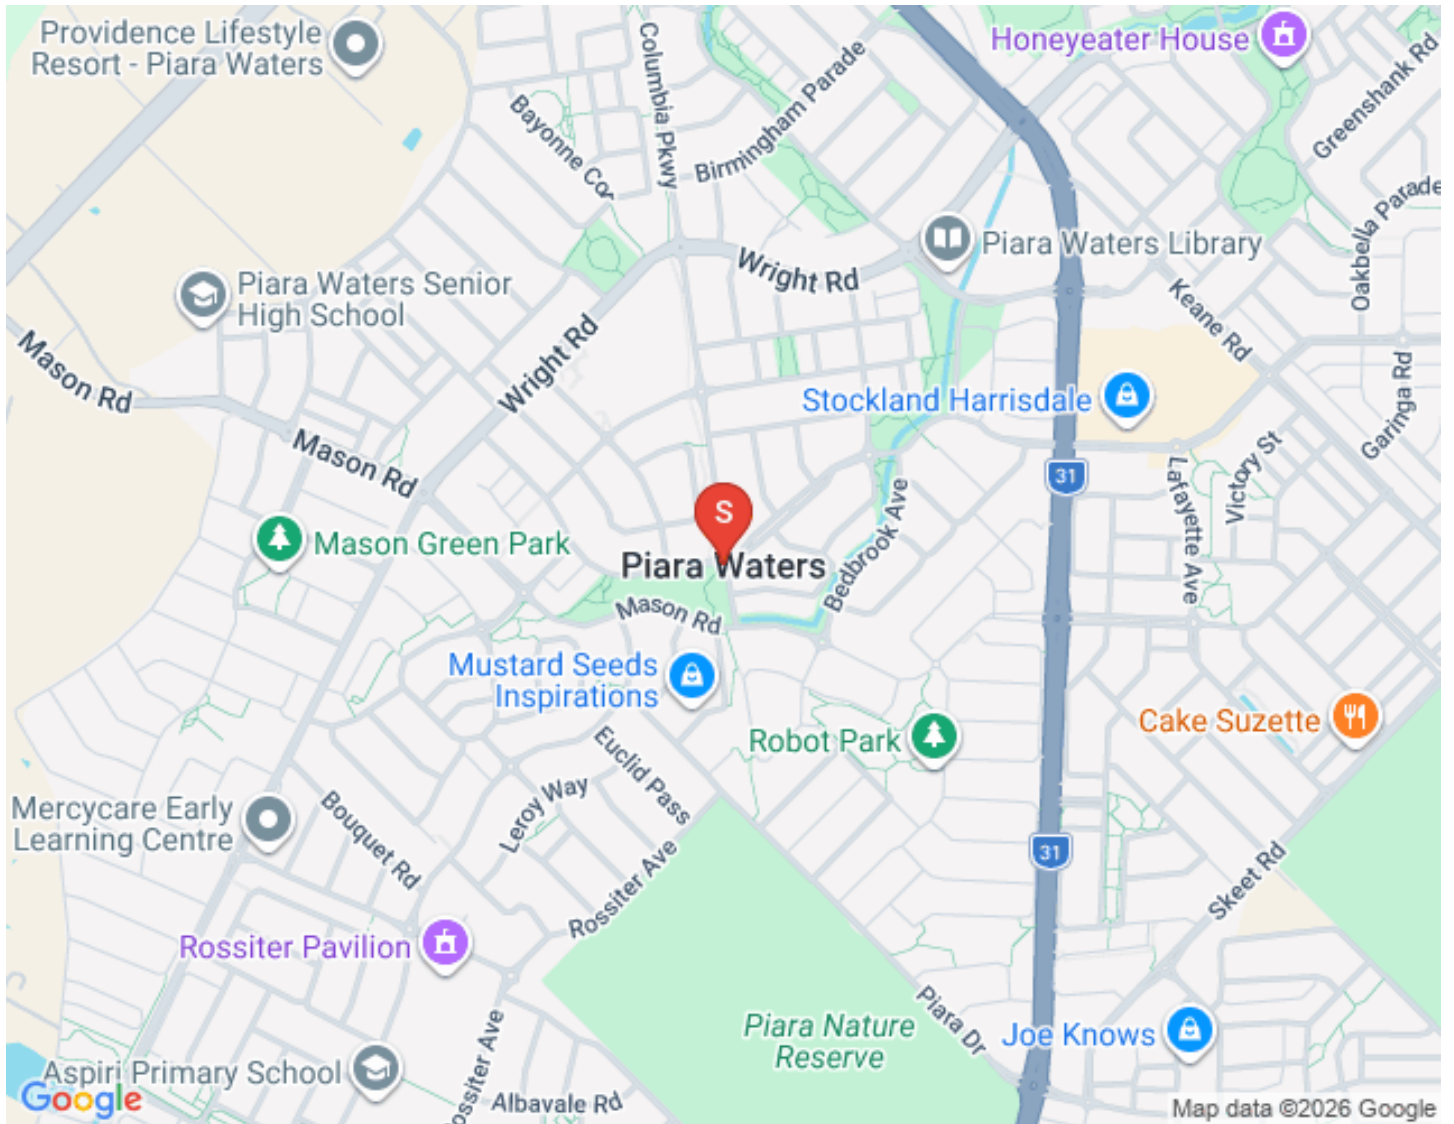 Providence Lifestyle
Resort - Piara Waters
Columbia Pkwy
Birmingham Parade
Bayonne Cor
Honeyeater House
Greenshank Rd
Oakbella Parade
Piara Waters Library
Wright Rd
Piara Waters Senior
High School
Keane Rd
Mason Rd
Wright Rd
Stockland Harrisdale
Garinga Rd
Mason Rd
31
Lafayette Ave
Victory St
S
Mason Green Park
Piara Waters
Bedbrook Ave
Mason Rd
Mustard Seeds
Inspirations
Robot Park
Cake Suzette
Euclid Pass
Leroy Way
Mercycare Early
Learning Centre
Bouquet Rd
31
Skeet Rd
Rossiter Ave
Rossiter Pavilion
Piara Nature
Reserve
Piara Dr
Joe Knows
Aspiri Primary School
ossiter Ave
Albavale Rd
Google
Map data ©2026 Google